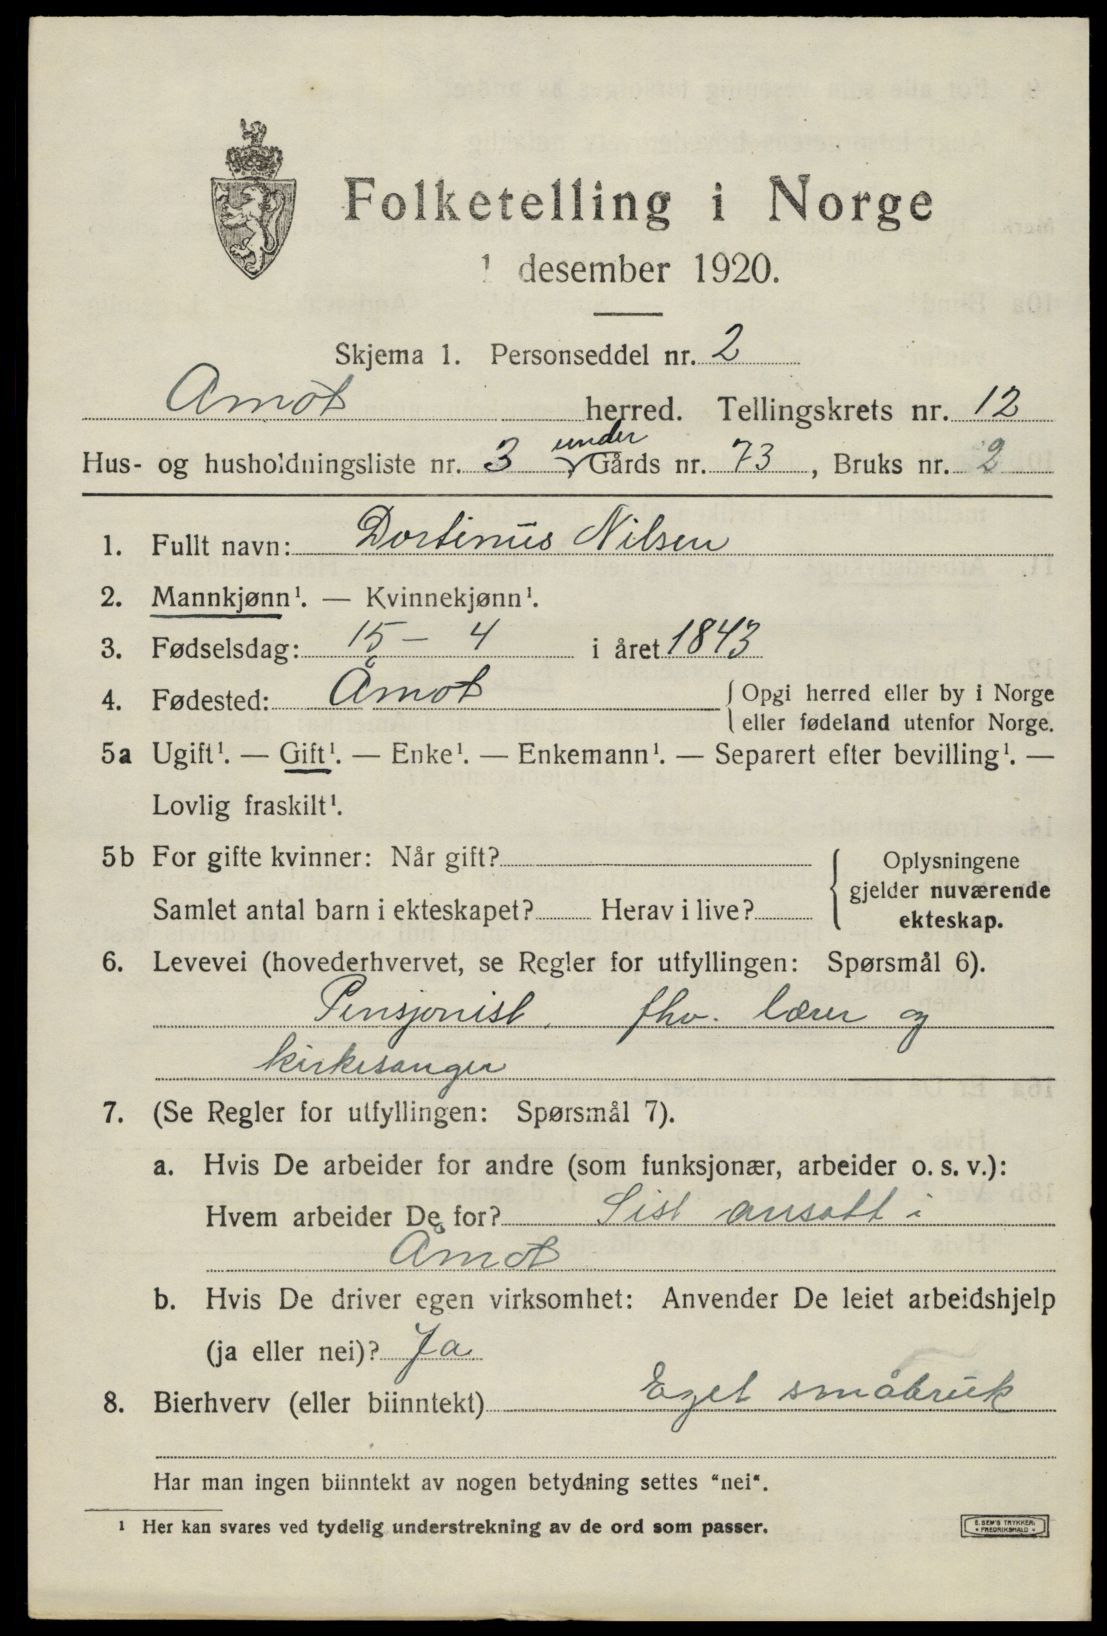 Folketelling i Norge
1 desember 1920.
Skjema 1. Personseddel nr. 2
Åmot herred. Tellingskrets nr. 12
under
Hus- og husholdningsliste nr. 3 Gårds nr. 73, Bruks nr. 2
1. Fullt navn: Dortinus Nilsen
2. Mannkjønn¹. — Kvinnekjønn¹.
3. Fødselsdag: 15 - 4 i året 1843
4. Fødested: Åmot { Opgi herred eller by i Norge
eller fødeland utenfor Norge.
5a Ugift¹. — Gift¹. — Enke¹. — Enkemann¹. — Separert efter bevilling¹. —
Lovlig fraskilt¹.
5b For gifte kvinner: Når gift? { Oplysningene
gjelder nuværende
Samlet antal barn i ekteskapet? Herav i live? ekteskap.
6. Levevei (hovederhvervet, se Regler for utfyllingen: Spørsmål 6).
Pensjonist, fhv. lærer og
kirkesanger
7. (Se Regler for utfyllingen: Spørsmål 7).
a. Hvis De arbeider for andre (som funksjonær, arbeider o. s. v.):
Hvem arbeider De for? Sist ansatt i
Åmot
b. Hvis De driver egen virksomhet: Anvender De leiet arbeidshjelp
(ja eller nei)? Ja
8. Bierhverv (eller biinntekt) Eget småbruk
Har man ingen biinntekt av nogen betydning settes "nei".
¹ Her kan svares ved tydelig understrekning av de ord som passer.
E. SEM'S TRYKKERI
FREDRIKSHALD